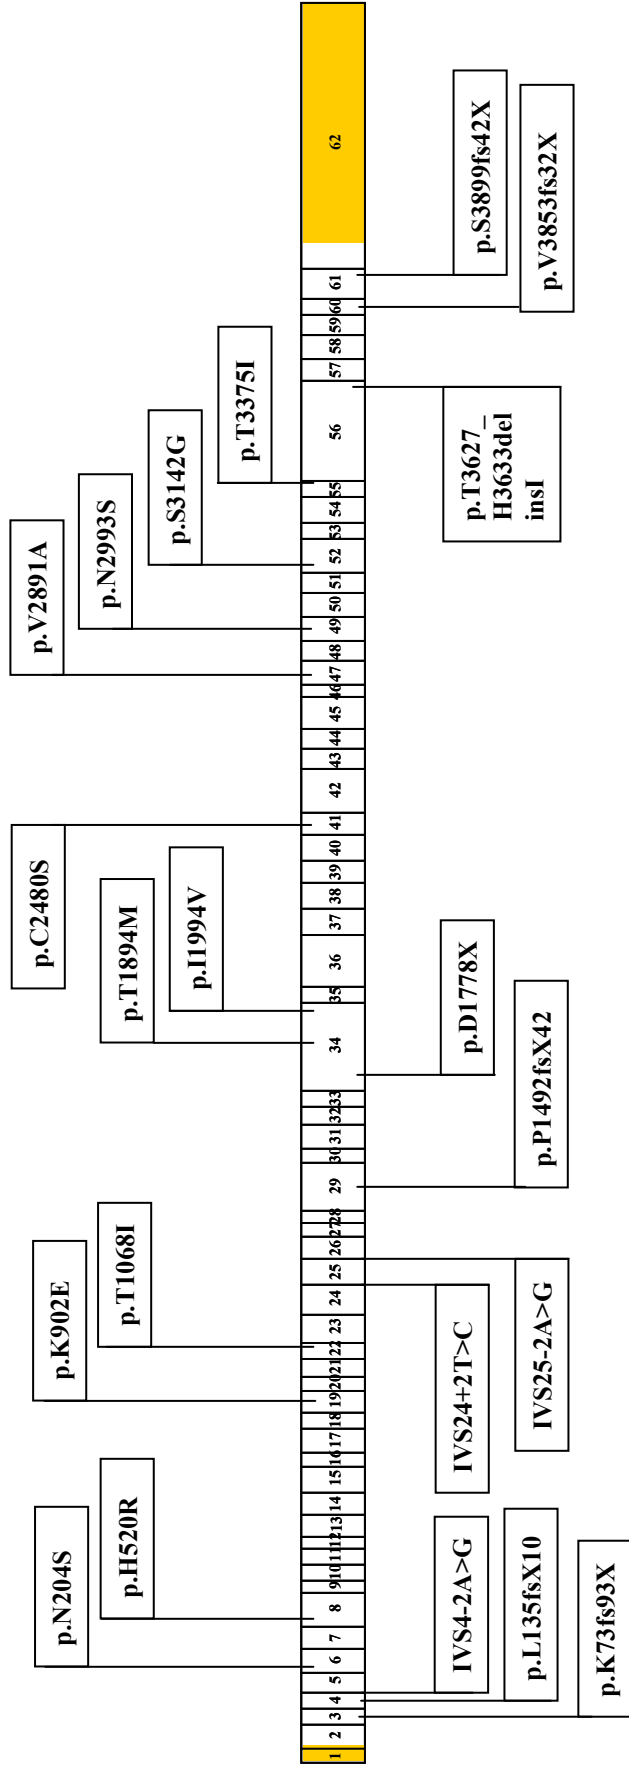 p.N204S
p.H520R
p.K902E
p.T1068I
p.T1894M
p.I1994V
p.C2480S
p.V2891A
p.N2993S
p.S3142G
p.T3375I
1 2 3 4 5 6 7 8 9 10 11 12 13 14 15 16 17 18 19 20 21 22 23 24 25 26 27 28 29 30 31 32 33 34 35 36 37 38 39 40 41 42 43 44 45 46 47 48 49 50 51 52 53 54 55 56 57 58 59 60 61 62
IVS4-2A>G
p.L135fsX10
p.K73fs93X
IVS24+2T>C
IVS25-2A>G
p.D1778X
p.P1492fsX42
p.T3627_
H3633del
insI
p.S3899fs42X
p.V3853fs32X